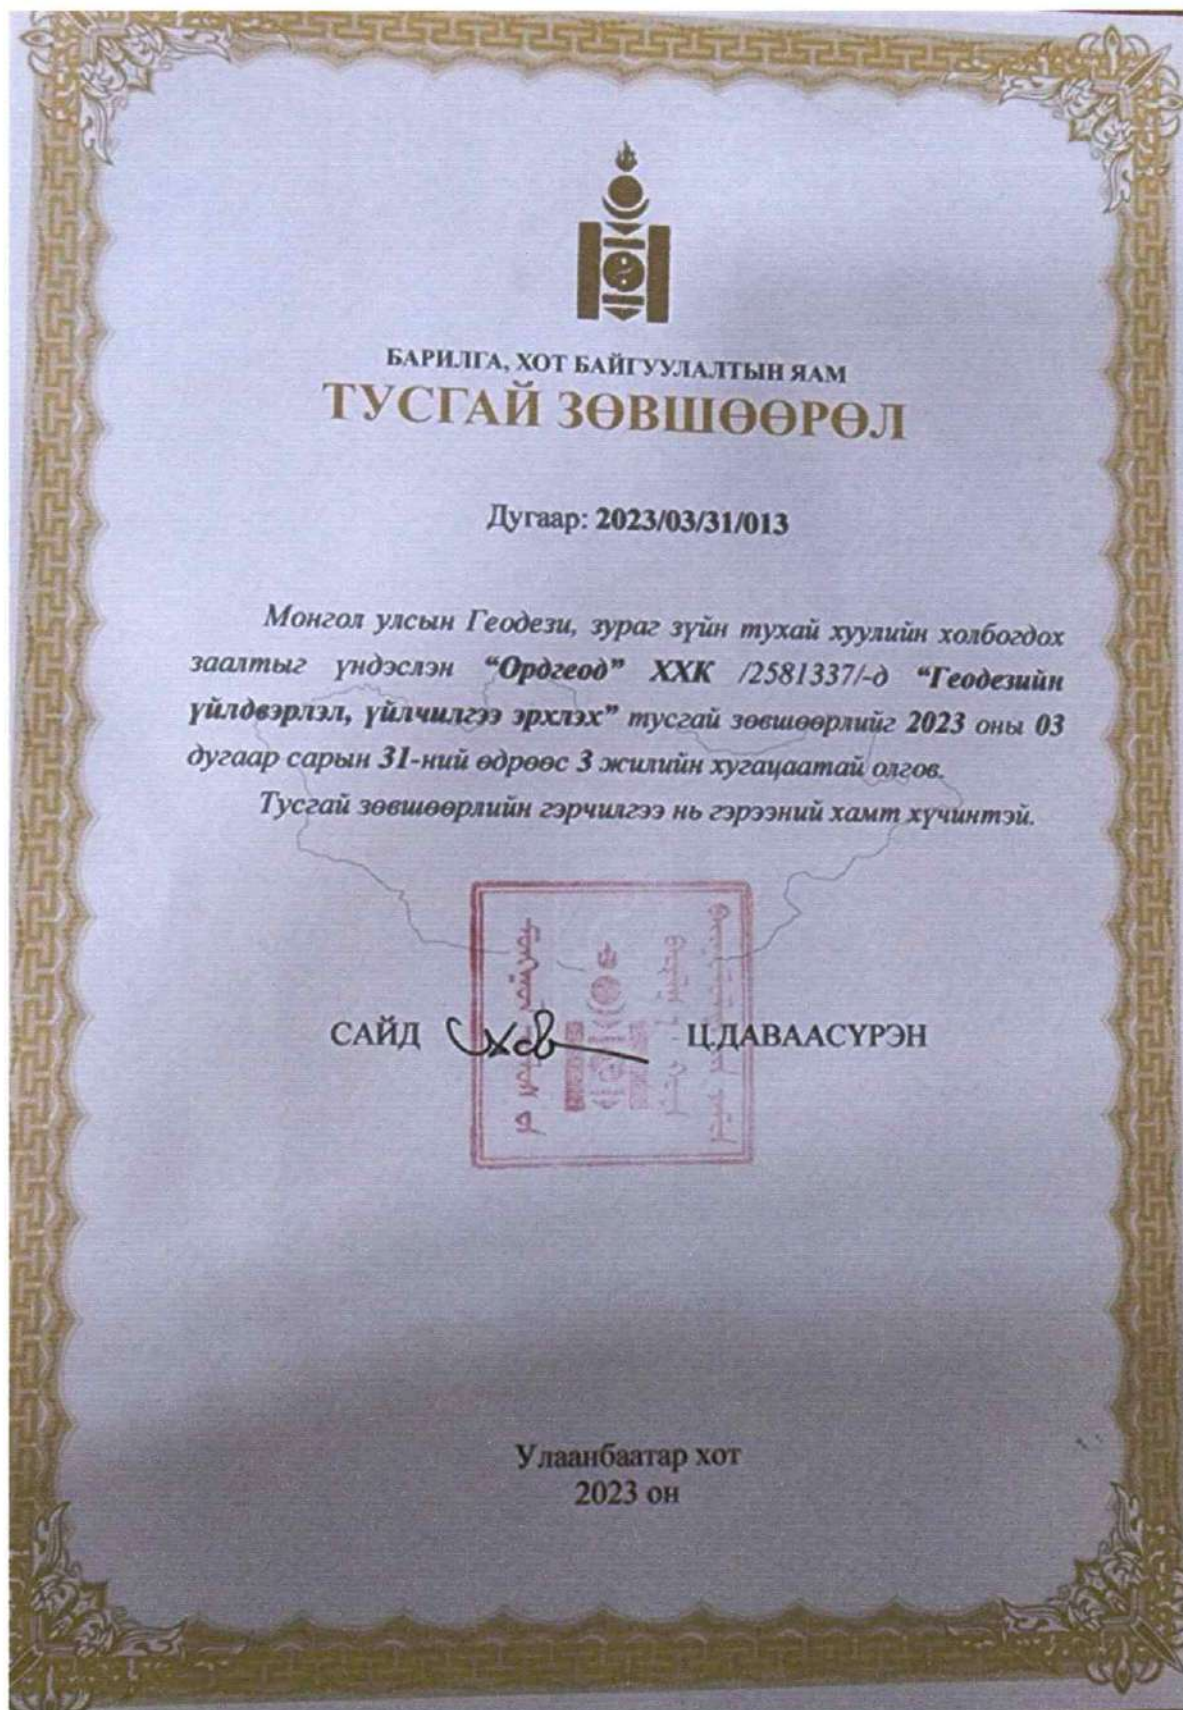 БАРИЛГА, ХОТ БАЙГУУЛАЛТЫН ЯАМ
ТУСГАЙ ЗӨВШӨӨРӨЛ
Дугаар: 2023/03/31/013
Монгол улсын Геодези, зураг зүйн тухай хуулийн холбогдох
заалтыг үндэслэн “Ордгеод” ХХК /2581337/-д “Геодезийн
үйлдвэрлэл, үйлчилгээ эрхлэх” тусгай зөвшөөрлийг 2023 оны 03
дугаар сарын 31-ний өдрөөс 3 жилийн хугацаатай олгов.
Тусгай зөвшөөрлийн гэрчилгээ нь гэрээний хамт хүчинтэй.
САЙД Ц.ДАВААСҮРЭН
Улаанбаатар хот
2023 он